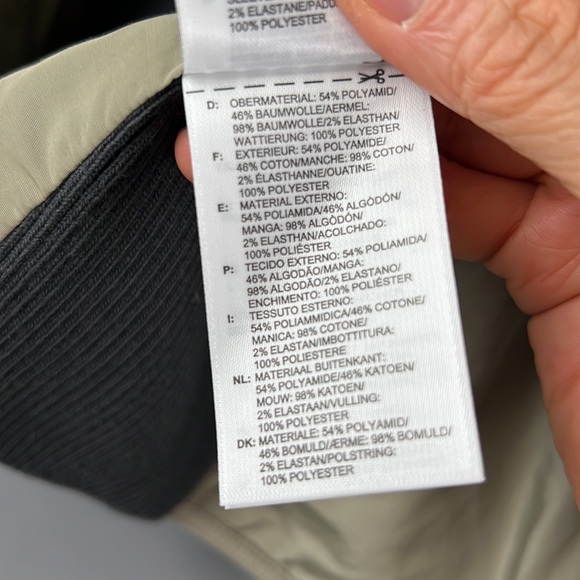 2% ELASTANE/PADD
100% POLYESTER
D: OBERMATERIAL: 54% POLYAMID/
46% BAUMWOLLE/AERMEL:
98% BAUMWOLLE/2% ELASTHAN/
WATTIERUNG: 100% POLYESTER
F: EXTERIEUR: 54% POLYAMIDE/
46% COTON/MANCHE: 98% COTON/
2% ÉLASTHANNE/OUATINE:
100% POLYESTER
E: MATERIAL EXTERNO:
54% POLIAMIDA/46% ALGÓDÓN/
MANGA: 98% ALGÓDÓN/
2% ELASTHAN/ACOLCHADO:
100% POLIÉSTER
P: TECIDO EXTERNO: 54% POLIAMIDA/
46% ALGODÃO/MANGA:
98% ALGODÃO/2% ELASTANO/
ENCHIMENTO: 100% POLIÉSTER
I: TESSUTO ESTERNO:
54% POLIAMMIDICA/46% COTONE/
MANICA: 98% COTONE/
2% ELASTAN/IMBOTTITURA:
100% POLIESTERE
NL: MATERIAAL BUITENKANT:
54% POLYAMIDE/46% KATOEN/
MOUW: 98% KATOEN/
2% ELASTAAN/VULLING:
100% POLYESTER
DK: MATERIALE: 54% POLYAMID/
46% BOMULD/ÆRME: 98% BOMULD/
2% ELASTAN/POLSTRING:
100% POLYESTER